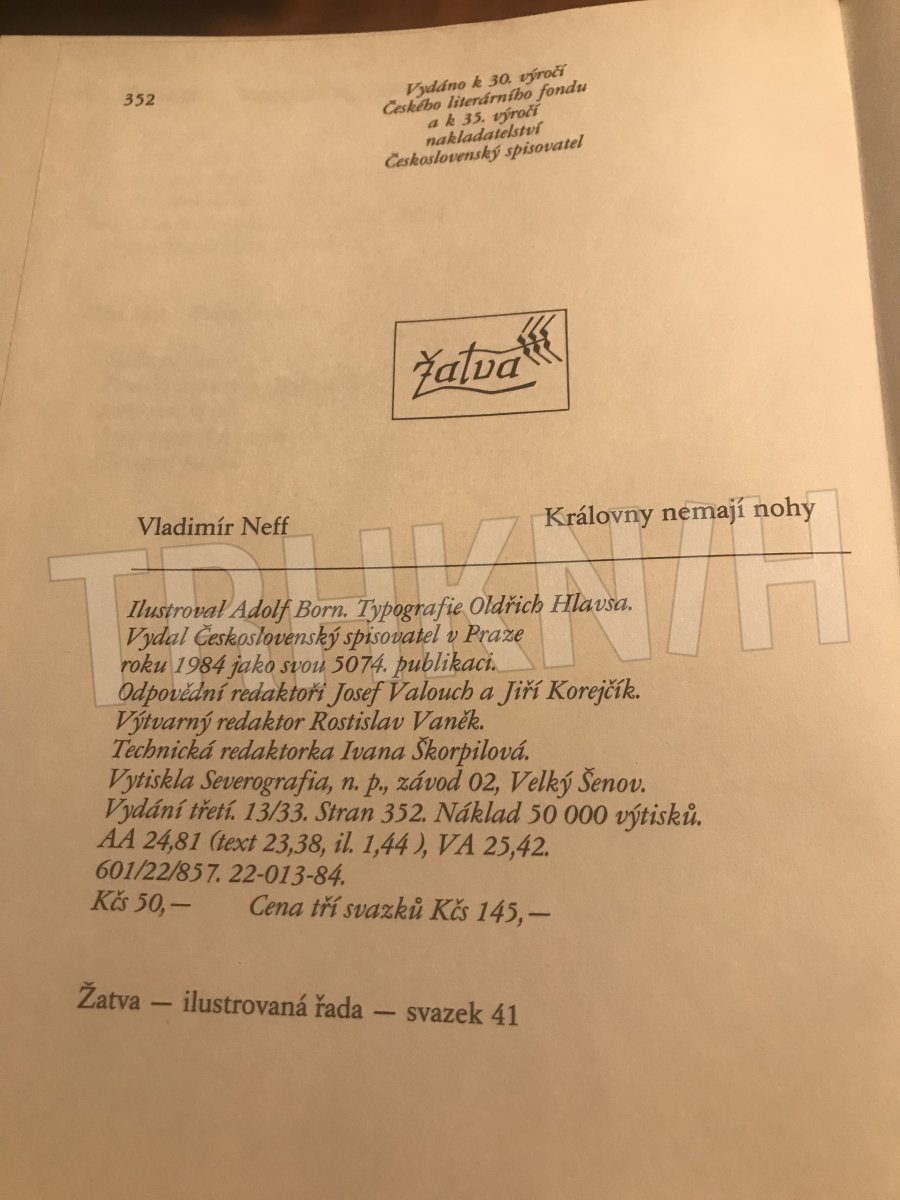 352
Vydáno k 30. výročí
Českého literárního fondu
a k 35. výročí
nakladatelství
Československý spisovatel
Žatva
Vladimír Neff Královny nemají nohy
TRHKNIH
Ilustroval Adolf Born. Typografie Oldřich Hlavsa.
Vydal Československý spisovatel v Praze
roku 1984 jako svou 5074. publikaci.
Odpovědní redaktoři Josef Valouch a Jiří Korejčík.
Výtvarný redaktor Rostislav Vaněk.
Technická redaktorka Ivana Škorpilová.
Vytiskla Severografia, n. p., závod 02, Velký Šenov.
Vydání třetí. 13/33. Stran 352. Náklad 50 000 výtisků.
AA 24,81 (text 23,38, il. 1,44 ), VA 25,42.
601/22/857. 22-013-84.
Kčs 50,— Cena tří svazků Kčs 145,—
Žatva — ilustrovaná řada — svazek 41